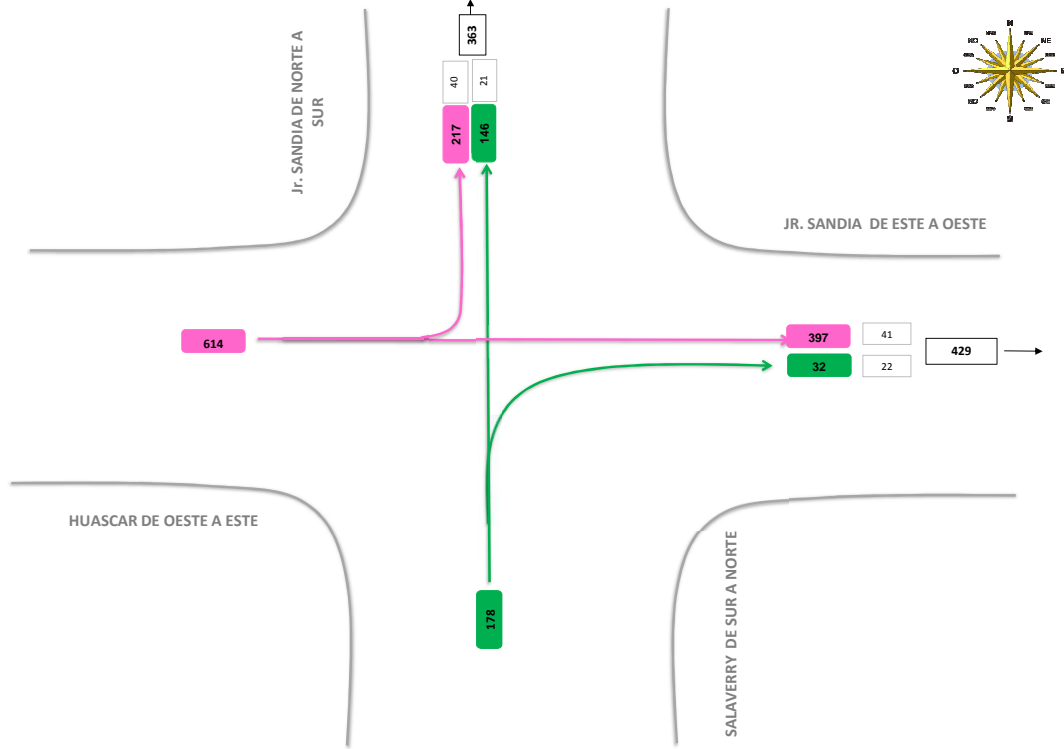 363
40
21
217
146
Jr. SANDIA DE NORTE A
SUR
N
NE
JR. SANDIA DE ESTE A OESTE
614
397
41
32
22
429
HUASCAR DE OESTE A ESTE
178
SALAVERRY DE SUR A NORTE